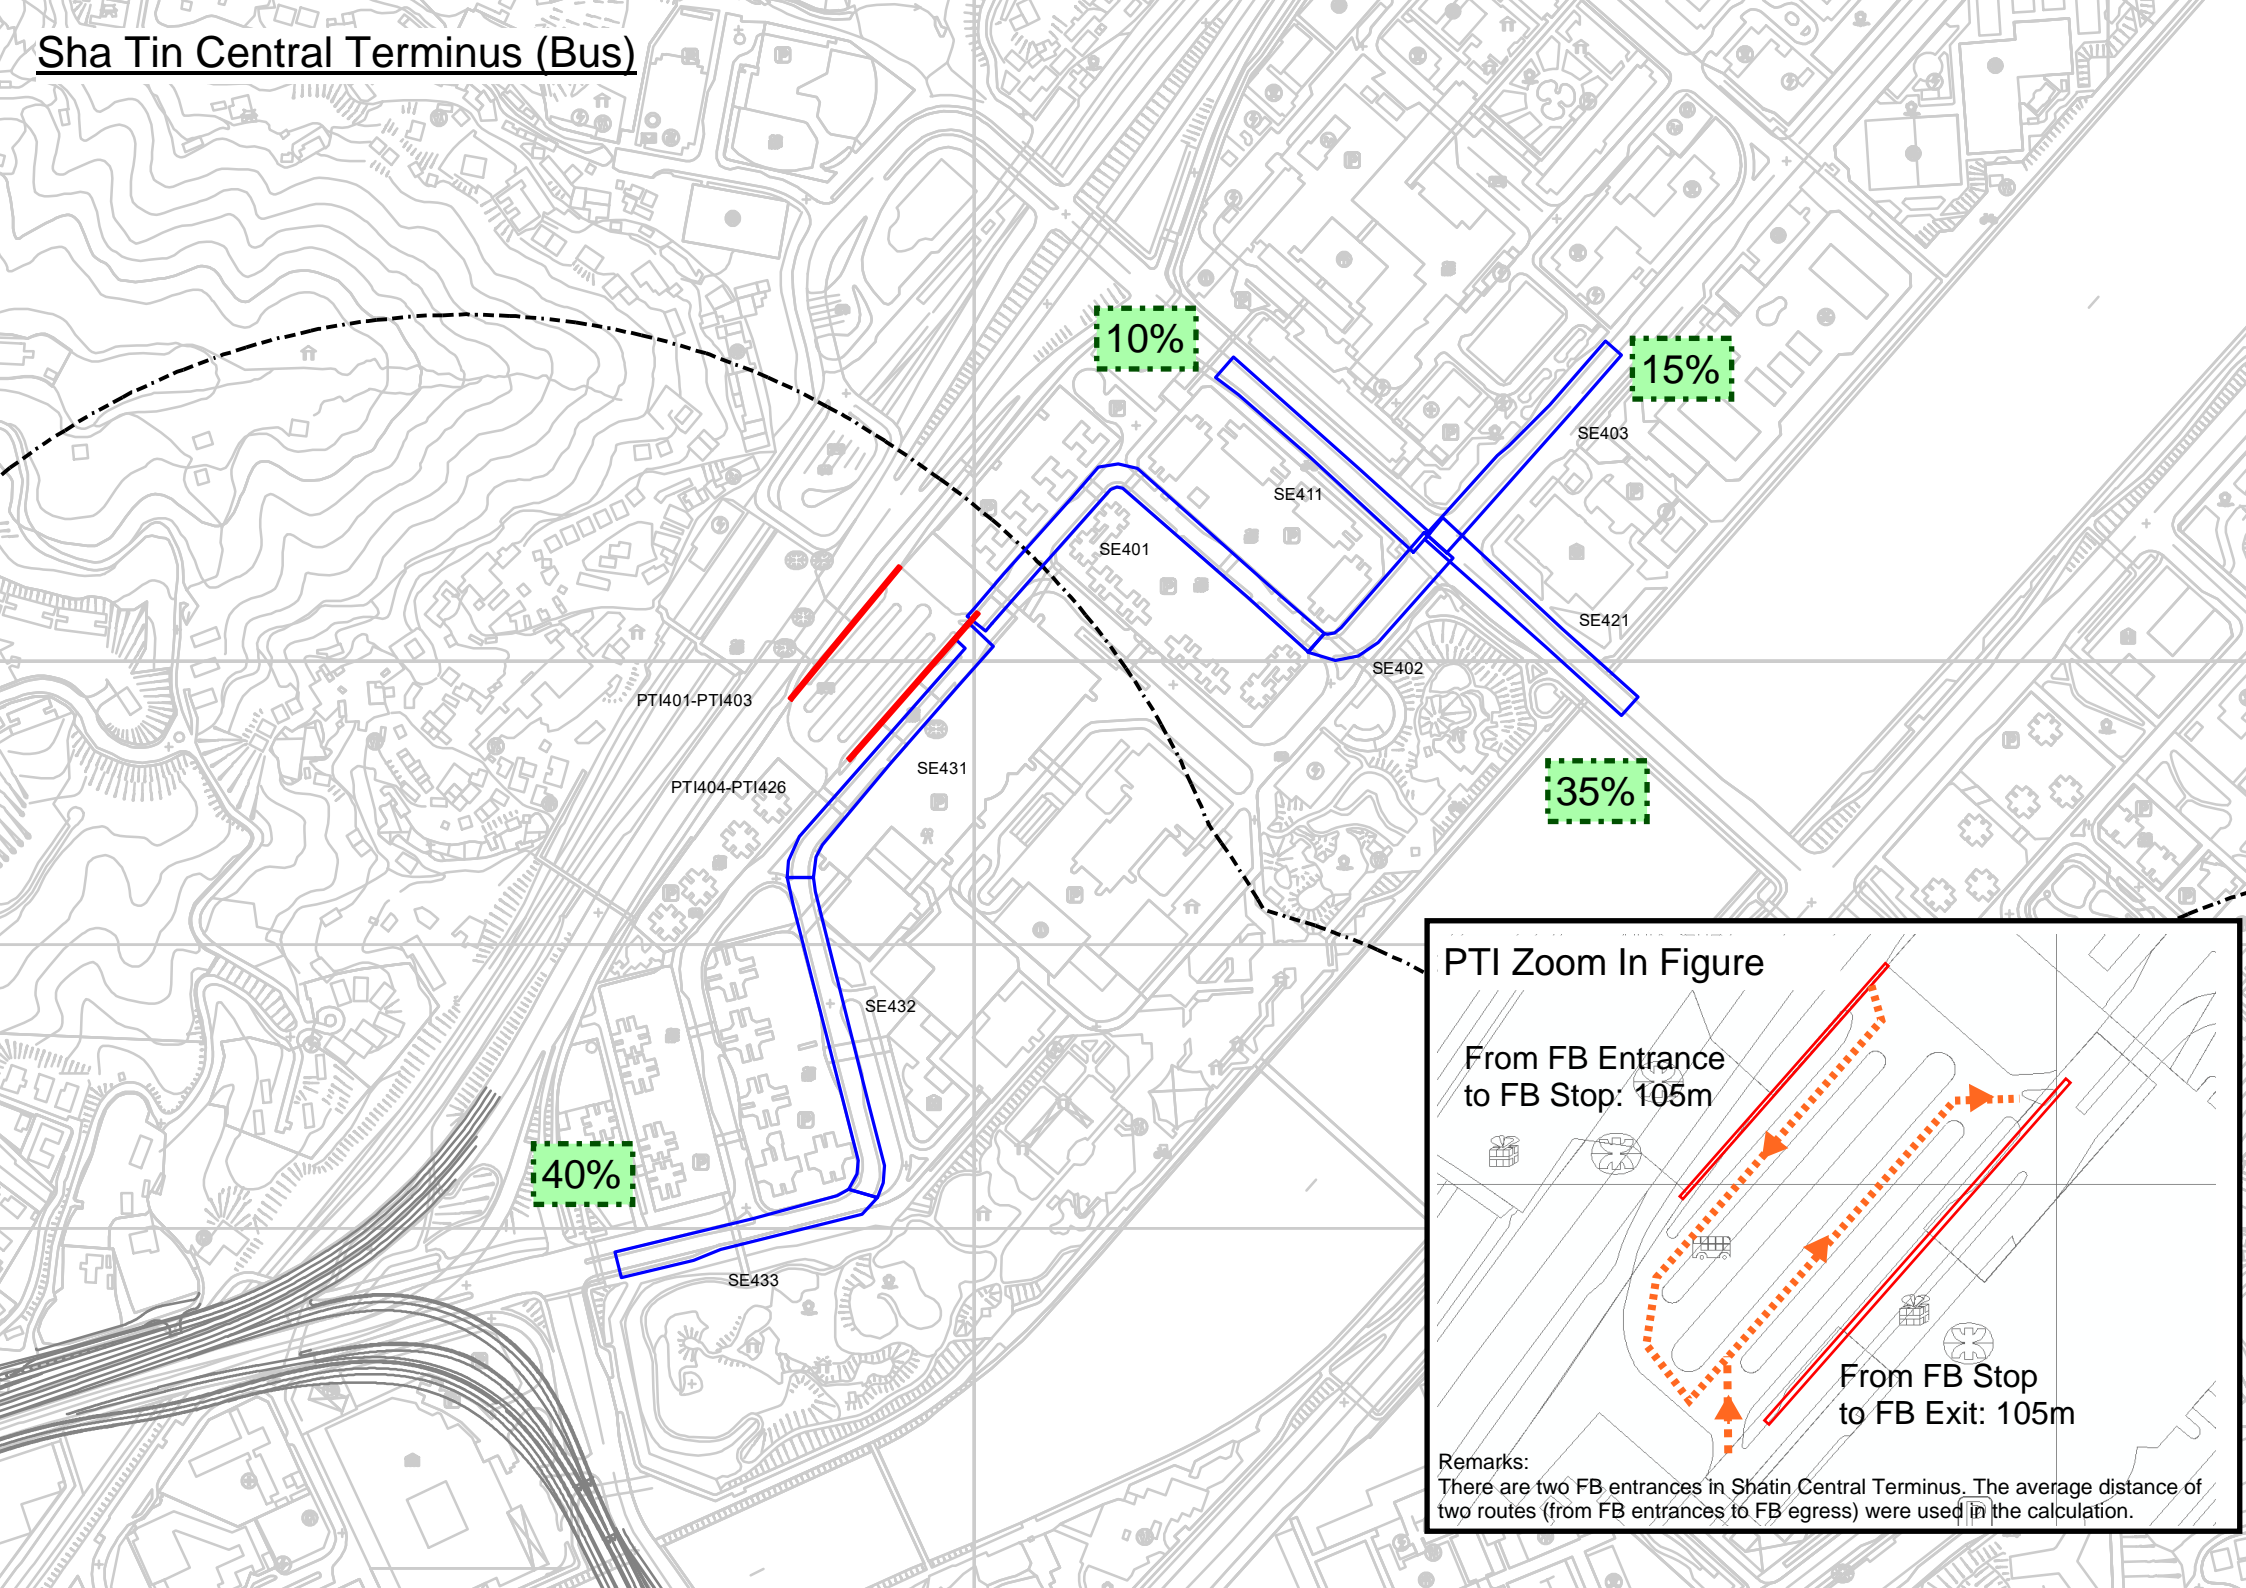 Sha Tin Central Terminus (Bus)
10%
15%
SE403
SE411
SE401
SE421
SE402
PTI401-PTI403
SE431
PTI404-PTI426
35%
SE432
40%
SE433
PTI Zoom In Figure
From FB Entrance
to FB Stop: 105m
From FB Stop
to FB Exit: 105m
Remarks:
There are two FB entrances in Shatin Central Terminus. The average distance of
two routes (from FB entrances to FB egress) were used in the calculation.